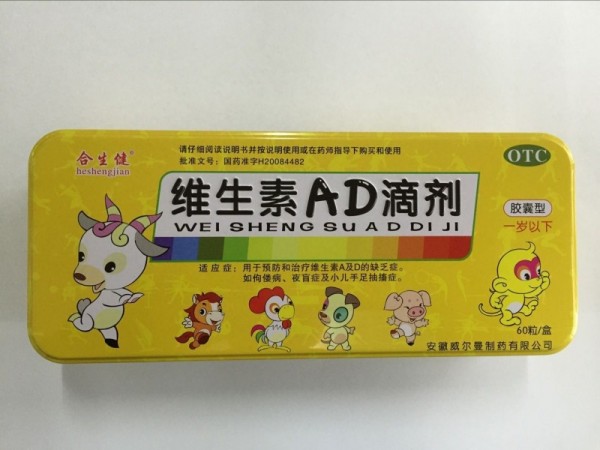 合生健®
heshengjian
请仔细阅读说明书并按说明使用或在药师指导下购买和使用
批准文号：国药准字H20084482
OTC
维生素AD滴剂
WEI SHENG SU A D DI JI
胶囊型
一岁以下
适应症：用于预防和治疗维生素A及D的缺乏症。
如佝偻病、夜盲症及小儿手足抽搐症。
60粒/盒
安徽威尔曼制药有限公司